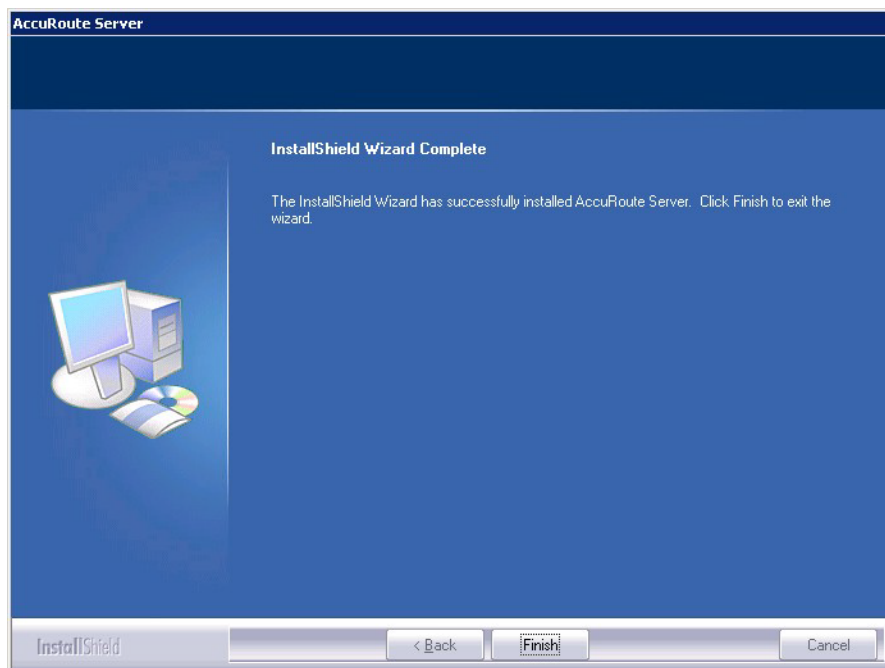 AccuRoute Server
InstallShield Wizard Complete
The InstallShield Wizard has successfully installed AccuRoute Server. Click Finish to exit the
wizard.
InstallShield
< Back
Finish
Cancel